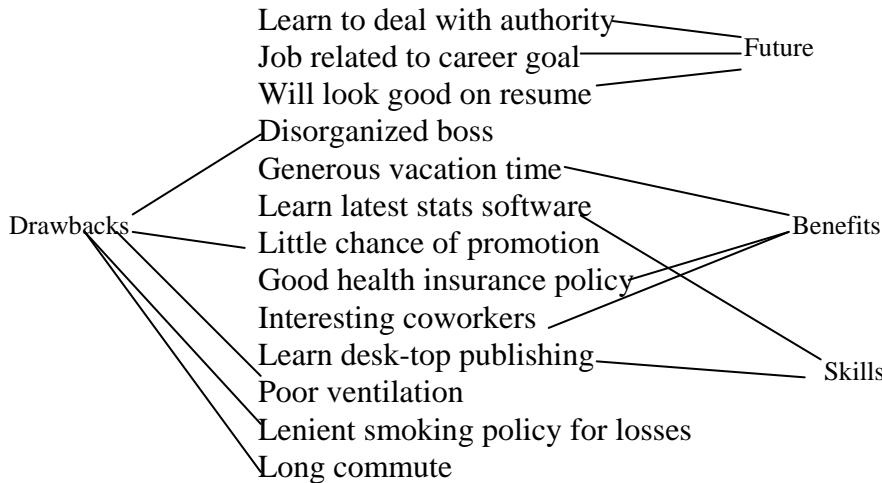 Learn to deal with authority
Future
Job related to career goal
Will look good on resume
Disorganized boss
Generous vacation time
Learn latest stats software
Drawbacks
Benefits
Little chance of promotion
Good health insurance policy
Interesting coworkers
Learn desk-top publishing
Skills
Poor ventilation
Lenient smoking policy for losses
Long commute